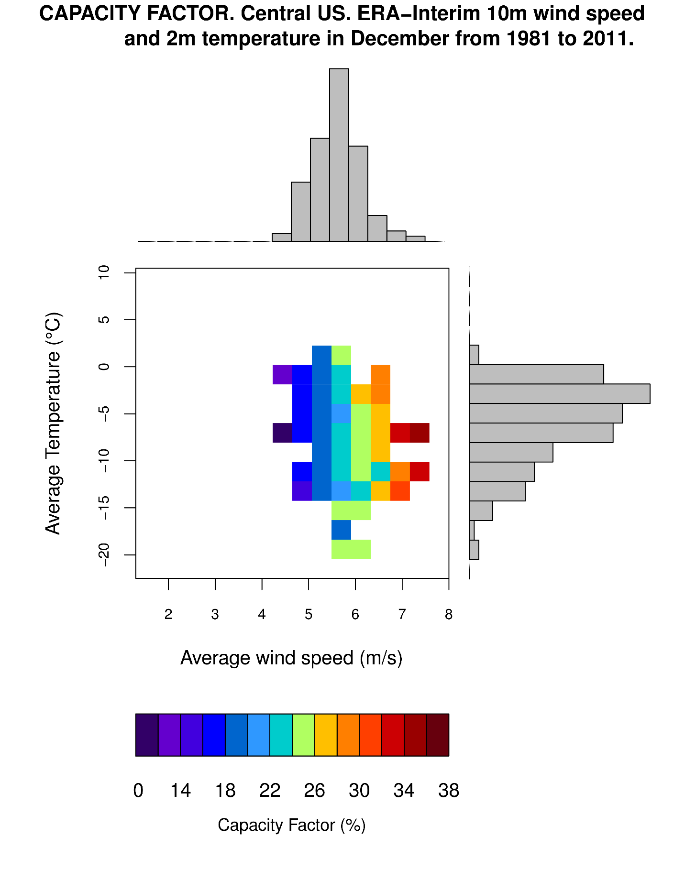 CAPACITY FACTOR. Central US. ERA−Interim 10m wind speed
and 2m temperature in December from 1981 to 2011.
10
5
0
−5
−10
−15
−20
Average Temperature (°C)
2 3 4 5 6 7 8
Average wind speed (m/s)
0 14 18 22 26 30 34 38
Capacity Factor (%)